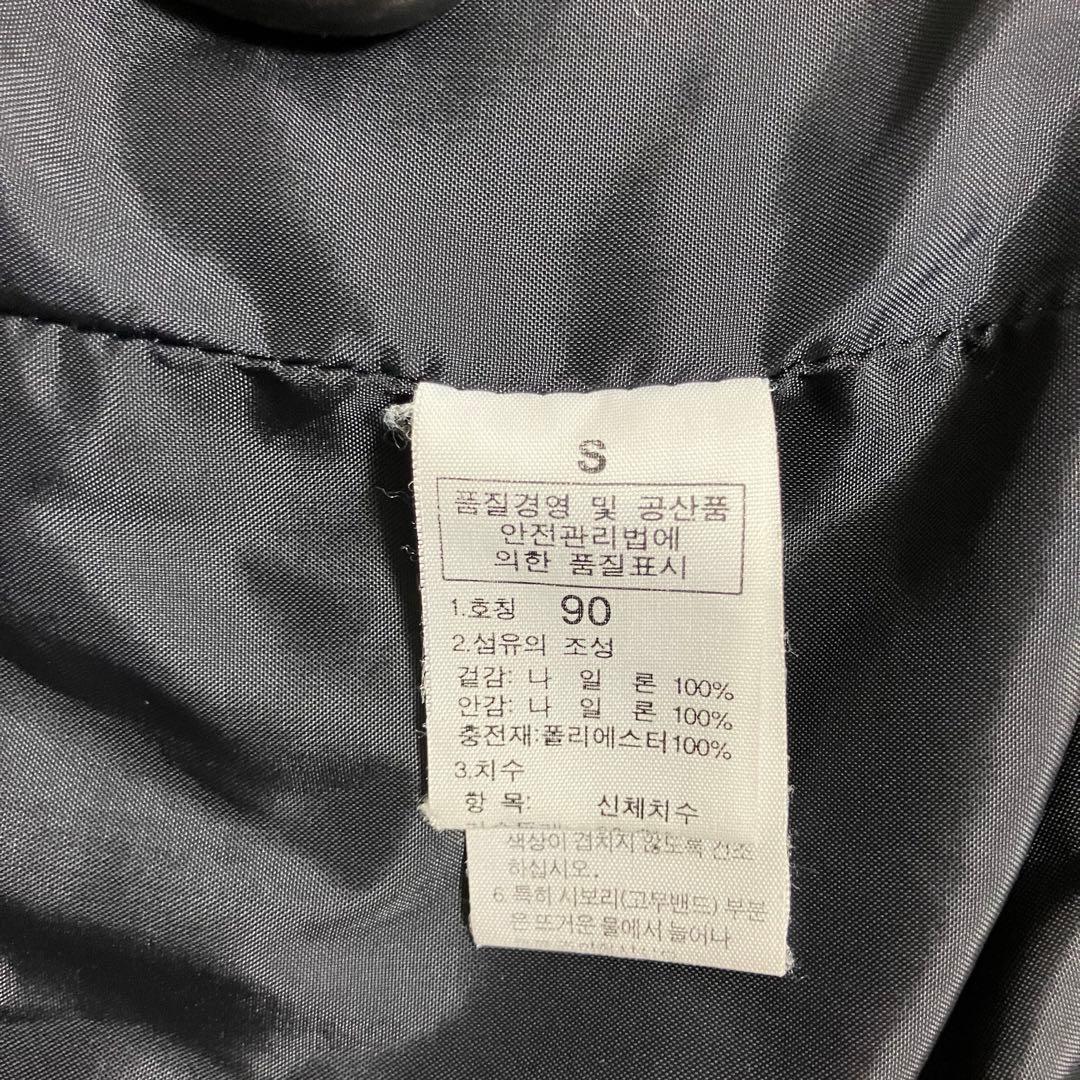 S
품질경영 및 공산품
안전관리법에
의한 품질표시
1.호칭 90
2.섬유의 조성
겉감: 나 일 론 100%
안감: 나 일 론 100%
충전재:폴리에스터100%
3.치수
항 목: 신체치수
색상이 겹치지 않도록 건조
하십시오.
6. 특히 시보리(고무밴드) 부분
은 뜨거운 물에서 늘어나